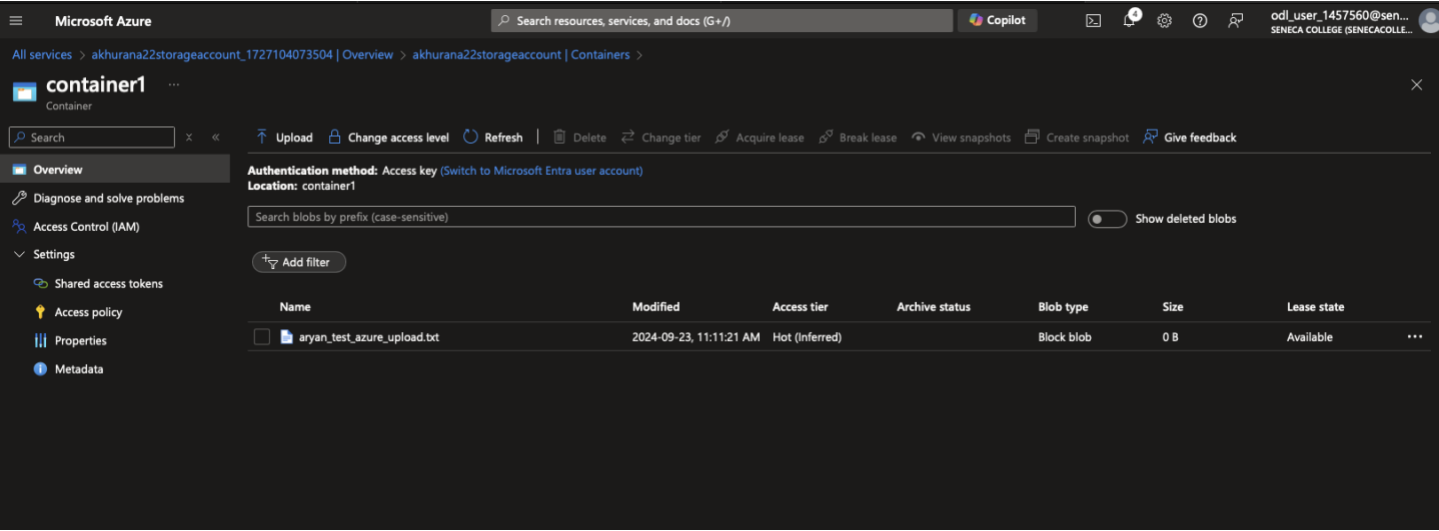 Microsoft Azure
Search resources, services, and docs (G+/)
Copilot
4
odl_user_1457560@sen...
SENECA COLLEGE (SENECACOLLE...
All services > akhurana22storageaccount_1727104073504 | Overview > akhurana22storageaccount | Containers >
container1 ...
Container
Search
Upload Change access level Refresh | Delete Change tier Acquire lease Break lease View snapshots Create snapshot Give feedback
Overview
Diagnose and solve problems
Access Control (IAM)
Settings
Shared access tokens
Access policy
Properties
Metadata
Authentication method: Access key (Switch to Microsoft Entra user account)
Location: container1
Search blobs by prefix (case-sensitive)
Show deleted blobs
Add filter
Name Modified Access tier Archive status Blob type Size Lease state
aryan_test_azure_upload.txt 2024-09-23, 11:11:21 AM Hot (Inferred) Block blob 0 B Available ...